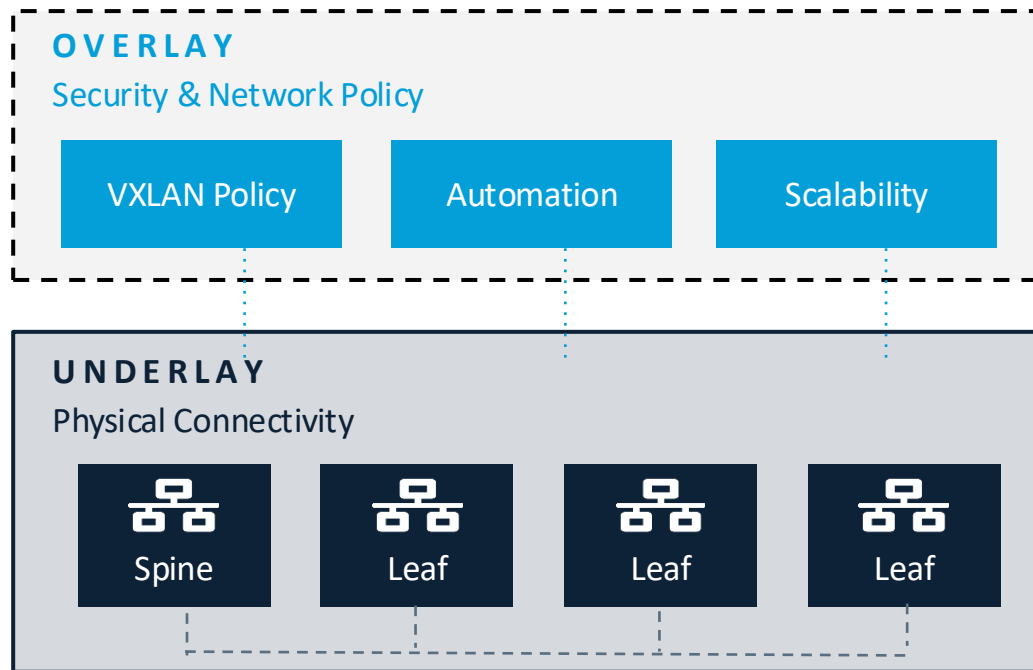 OVERLAY
Security & Network Policy
VXLAN Policy
Automation
Scalability
UNDERLAY
Physical Connectivity
Spine
Leaf
Leaf
Leaf